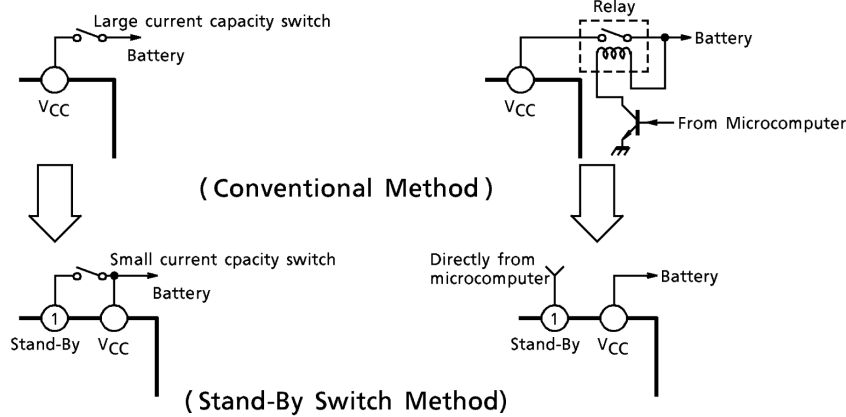 Large current capacity switch
Battery
VCC
Relay
Battery
VCC
From Microcomputer
( Conventional Method )
Small current cpacity switch
Battery
1
Stand-By
VCC
Directly from
microcomputer
Battery
1
Stand-By
VCC
( Stand-By Switch Method)